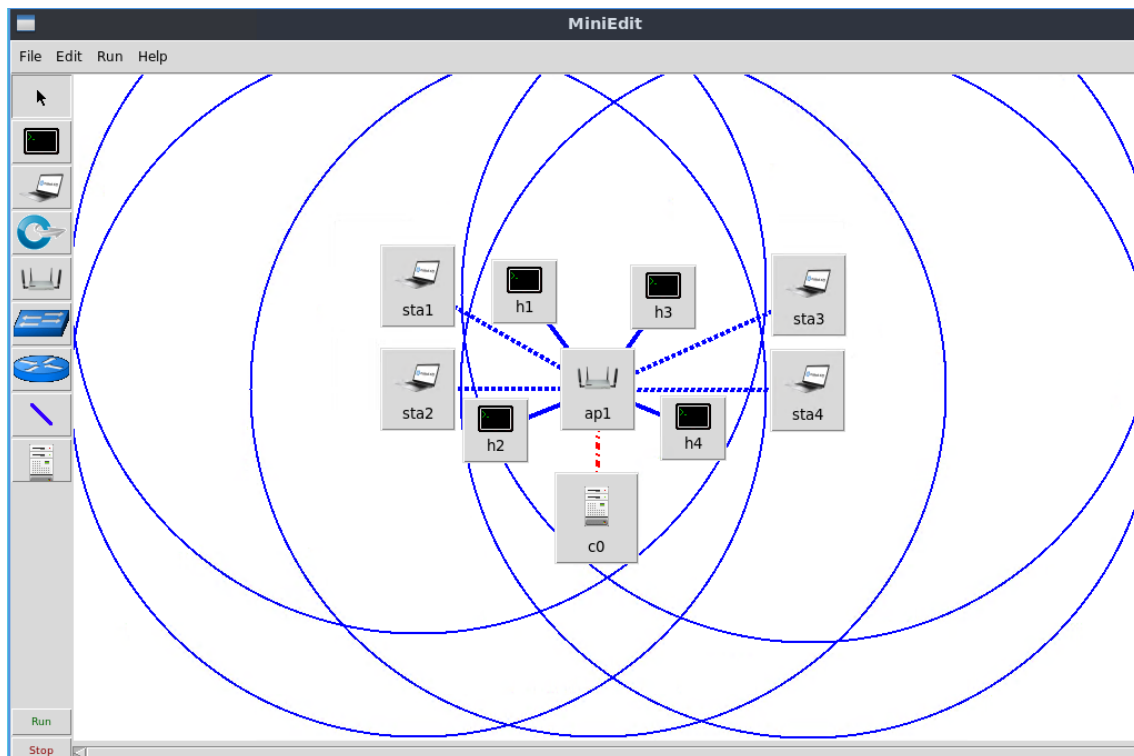 MiniEdit
File Edit Run Help
sta1
h1
h3
sta3
sta2
h2
ap1
h4
sta4
c0
Run
Stop